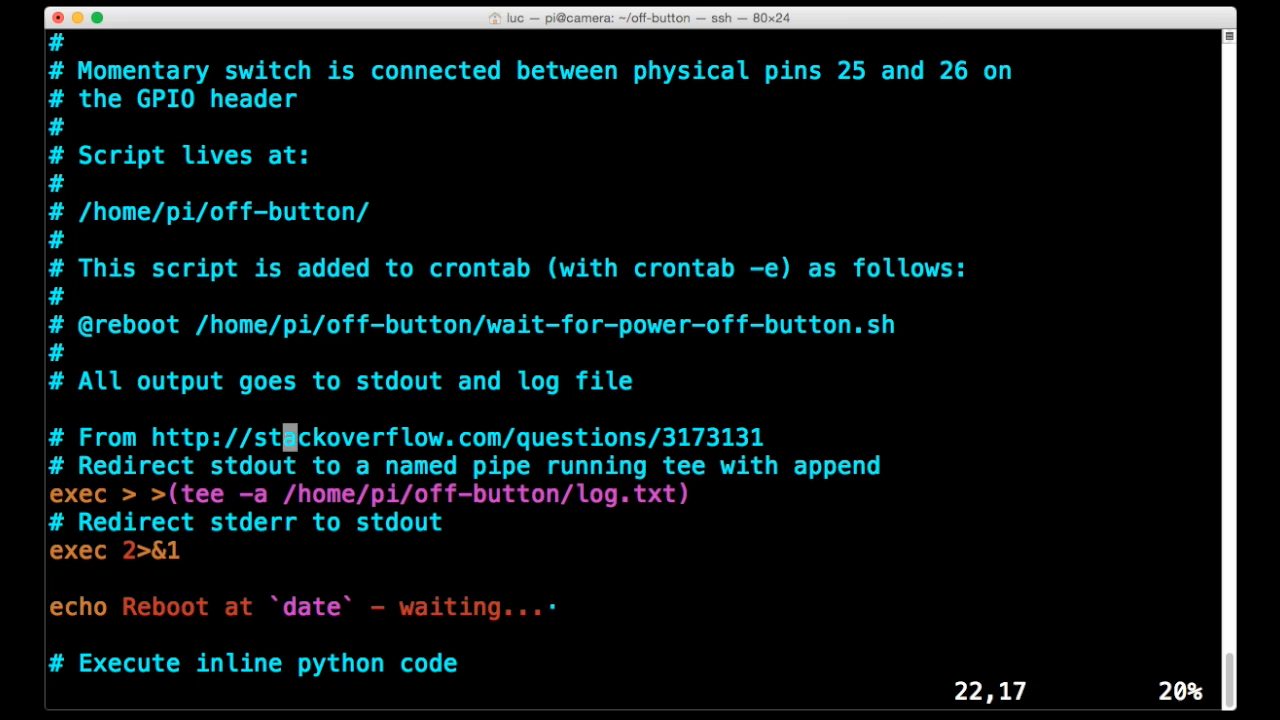 luc — pi@camera: ~/off-button — ssh — 80×24
#
# Momentary switch is connected between physical pins 25 and 26 on
# the GPIO header
#
# Script lives at:
#
# /home/pi/off-button/
#
# This script is added to crontab (with crontab -e) as follows:
#
# @reboot /home/pi/off-button/wait-for-power-off-button.sh
#
# All output goes to stdout and log file
# From http://stackoverflow.com/questions/3173131
# Redirect stdout to a named pipe running tee with append
exec > >(tee -a /home/pi/off-button/log.txt)
# Redirect stderr to stdout
exec 2>&1
echo Reboot at `date` - waiting...·
# Execute inline python code
22,17 20%